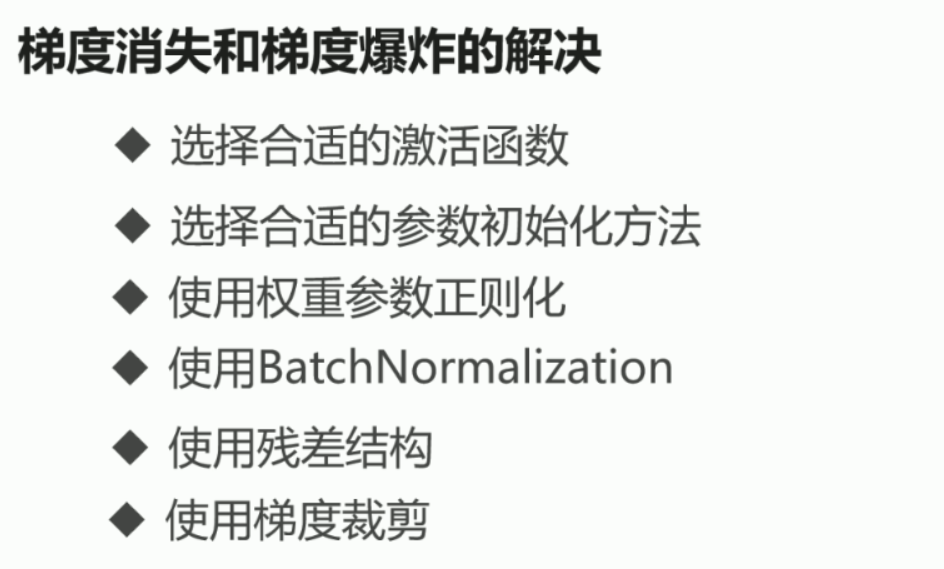 梯度消失和梯度爆炸的解决
◆ 选择合适的激活函数
◆ 选择合适的参数初始化方法
◆ 使用权重参数正则化
◆ 使用BatchNormalization
◆ 使用残差结构
◆ 使用梯度裁剪